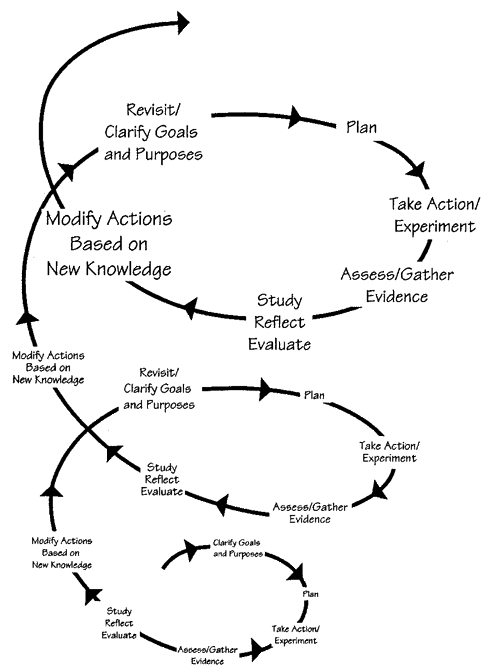 Revisit/
Clarify Goals
and Purposes
Plan
Take Action/
Experiment
Assess/Gather
Evidence
Study
Reflect
Evaluate
Modify Actions
Based on
New Knowledge
Revisit/
Clarify Goals
and Purposes
Plan
Take Action/
Experiment
Assess/Gather
Evidence
Study
Reflect
Evaluate
Modify Actions
Based on
New Knowledge
Clarify Goals
and Purposes
Plan
Take Action/
Experiment
Assess/Gather
Evidence
Study
Reflect
Evaluate
Modify Actions
Based on
New Knowledge